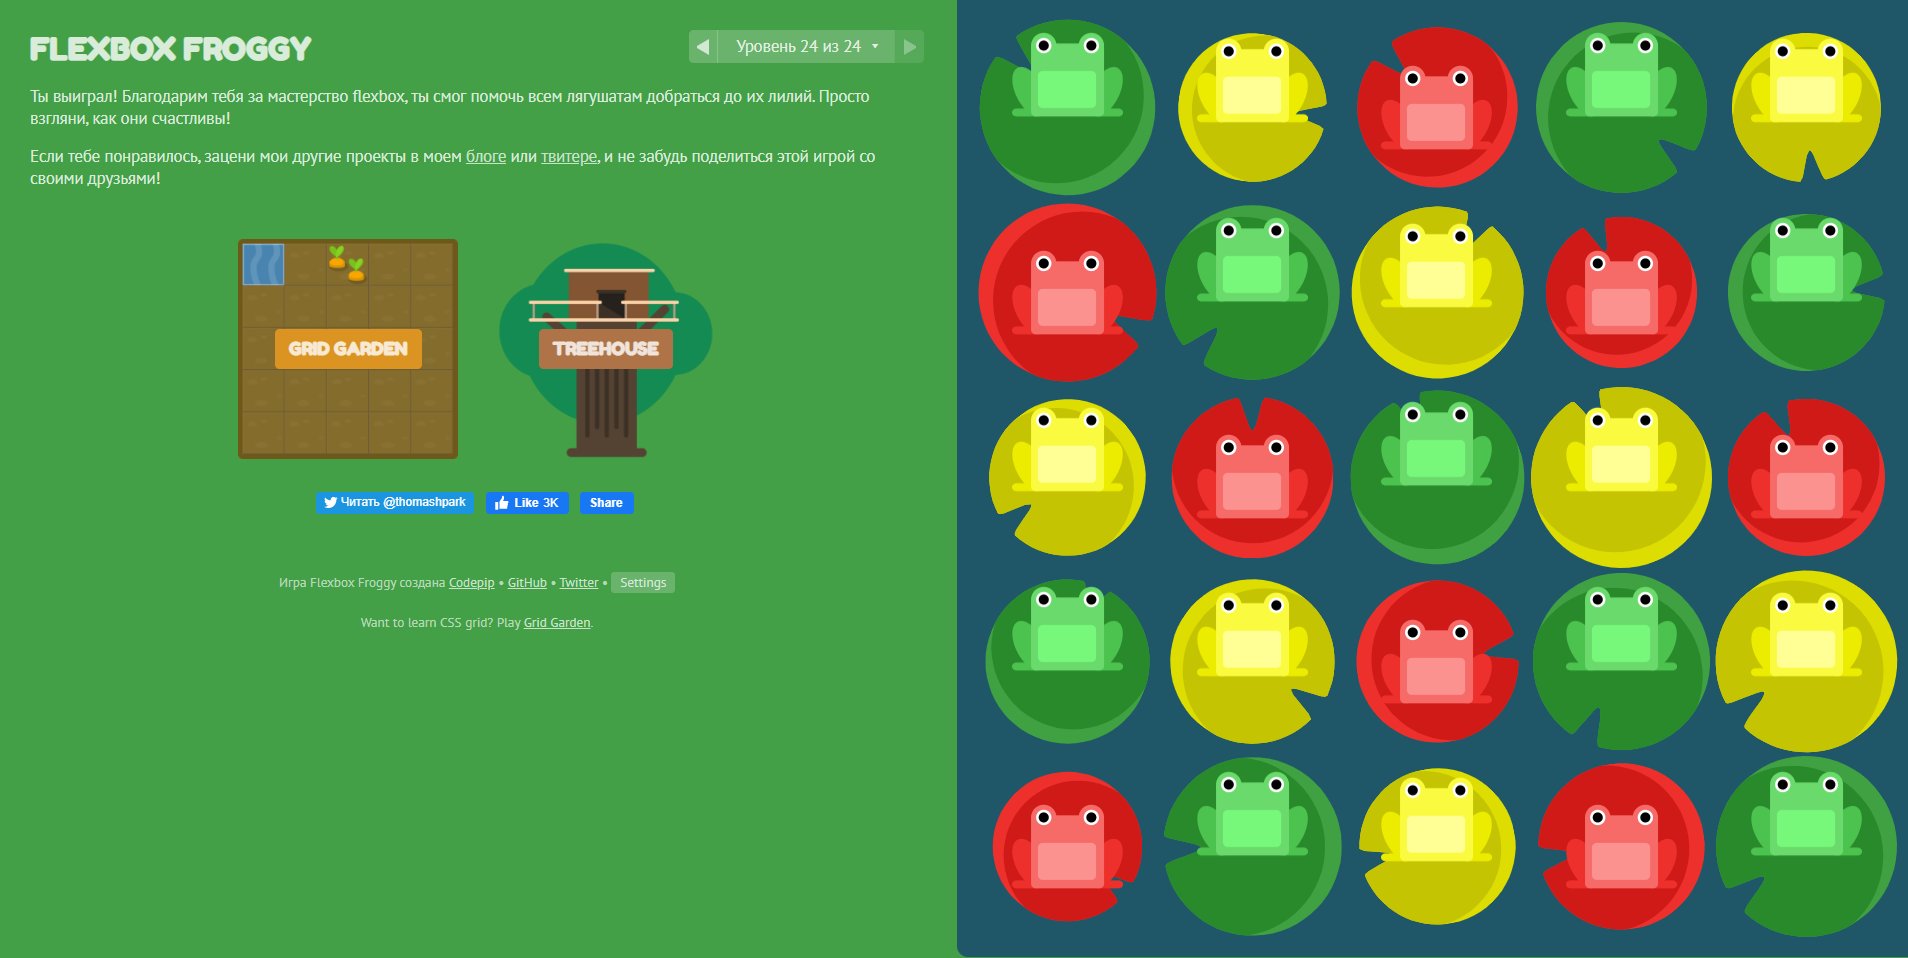 FLEXBOX FROGGY
Уровень 24 из 24
Ты выиграл! Благодарим тебя за мастерство flexbox, ты смог помочь всем лягушатам добраться до их лилий. Просто
взгляни, как они счастливы!
Если тебе понравилось, зацени мои другие проекты в моем блоге или твитере, и не забудь поделиться этой игрой со
своими друзьями!
GRID GARDEN
TREEHOUSE
Читать @thomashpark
Like 3K
Share
Игра Flexbox Froggy создана Codepip • GitHub • Twitter • Settings
Want to learn CSS grid? Play Grid Garden.